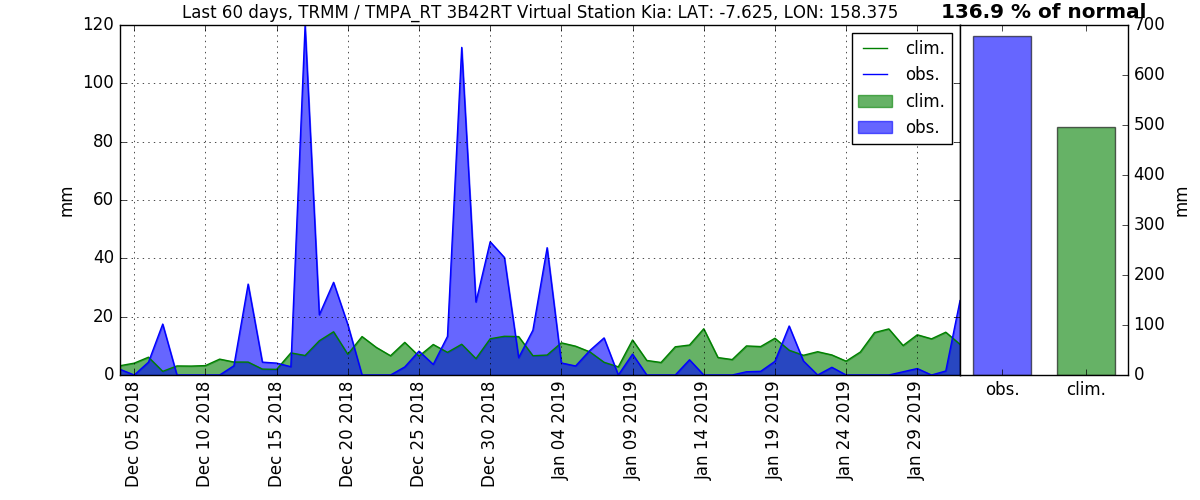 Last 60 days, TRMM / TMPA_RT 3B42RT Virtual Station Kia: LAT: -7.625, LON: 158.375
136.9 % of normal
120
100
80
60
40
20
0
mm
clim.
obs.
clim.
obs.
Dec 05 2018
Dec 10 2018
Dec 15 2018
Dec 20 2018
Dec 25 2018
Dec 30 2018
Jan 04 2019
Jan 09 2019
Jan 14 2019
Jan 19 2019
Jan 24 2019
Jan 29 2019
700
600
500
400
300
200
100
0
mm
obs.
clim.